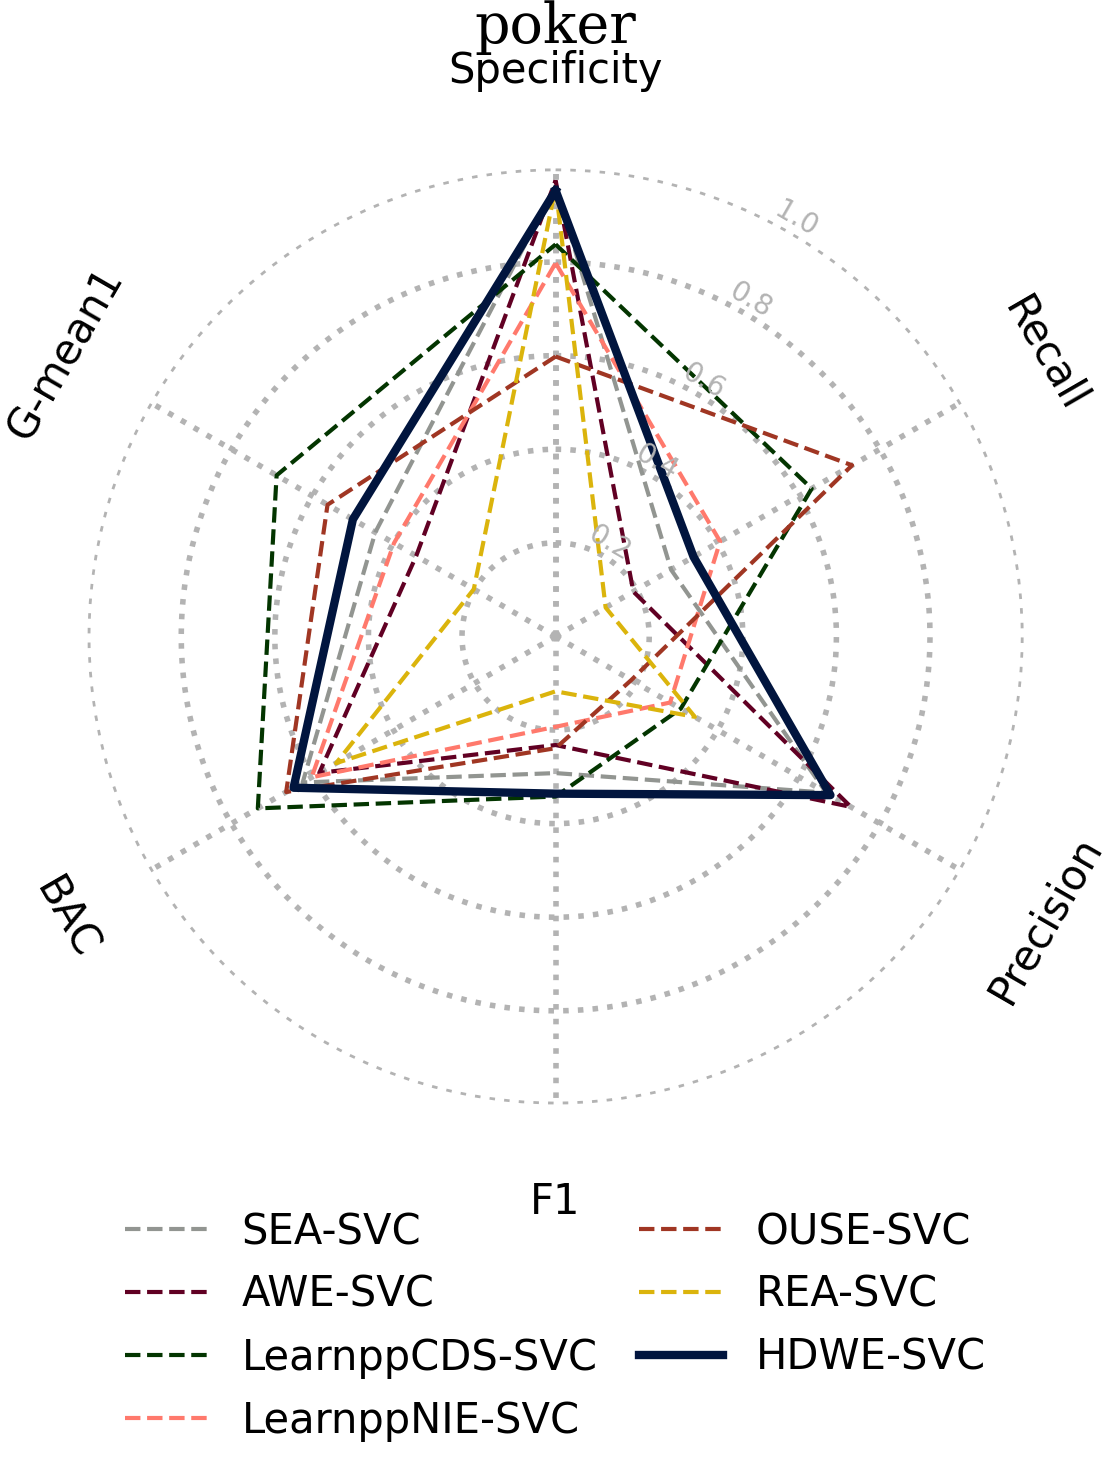 poker
Specificity
1.0
0.8
0.6
0.4
0.2
Recall
G-mean1
BAC
Precision
F1
SEA-SVC
AWE-SVC
LearnppCDS-SVC
LearnppNIE-SVC
OUSE-SVC
REA-SVC
HDWE-SVC